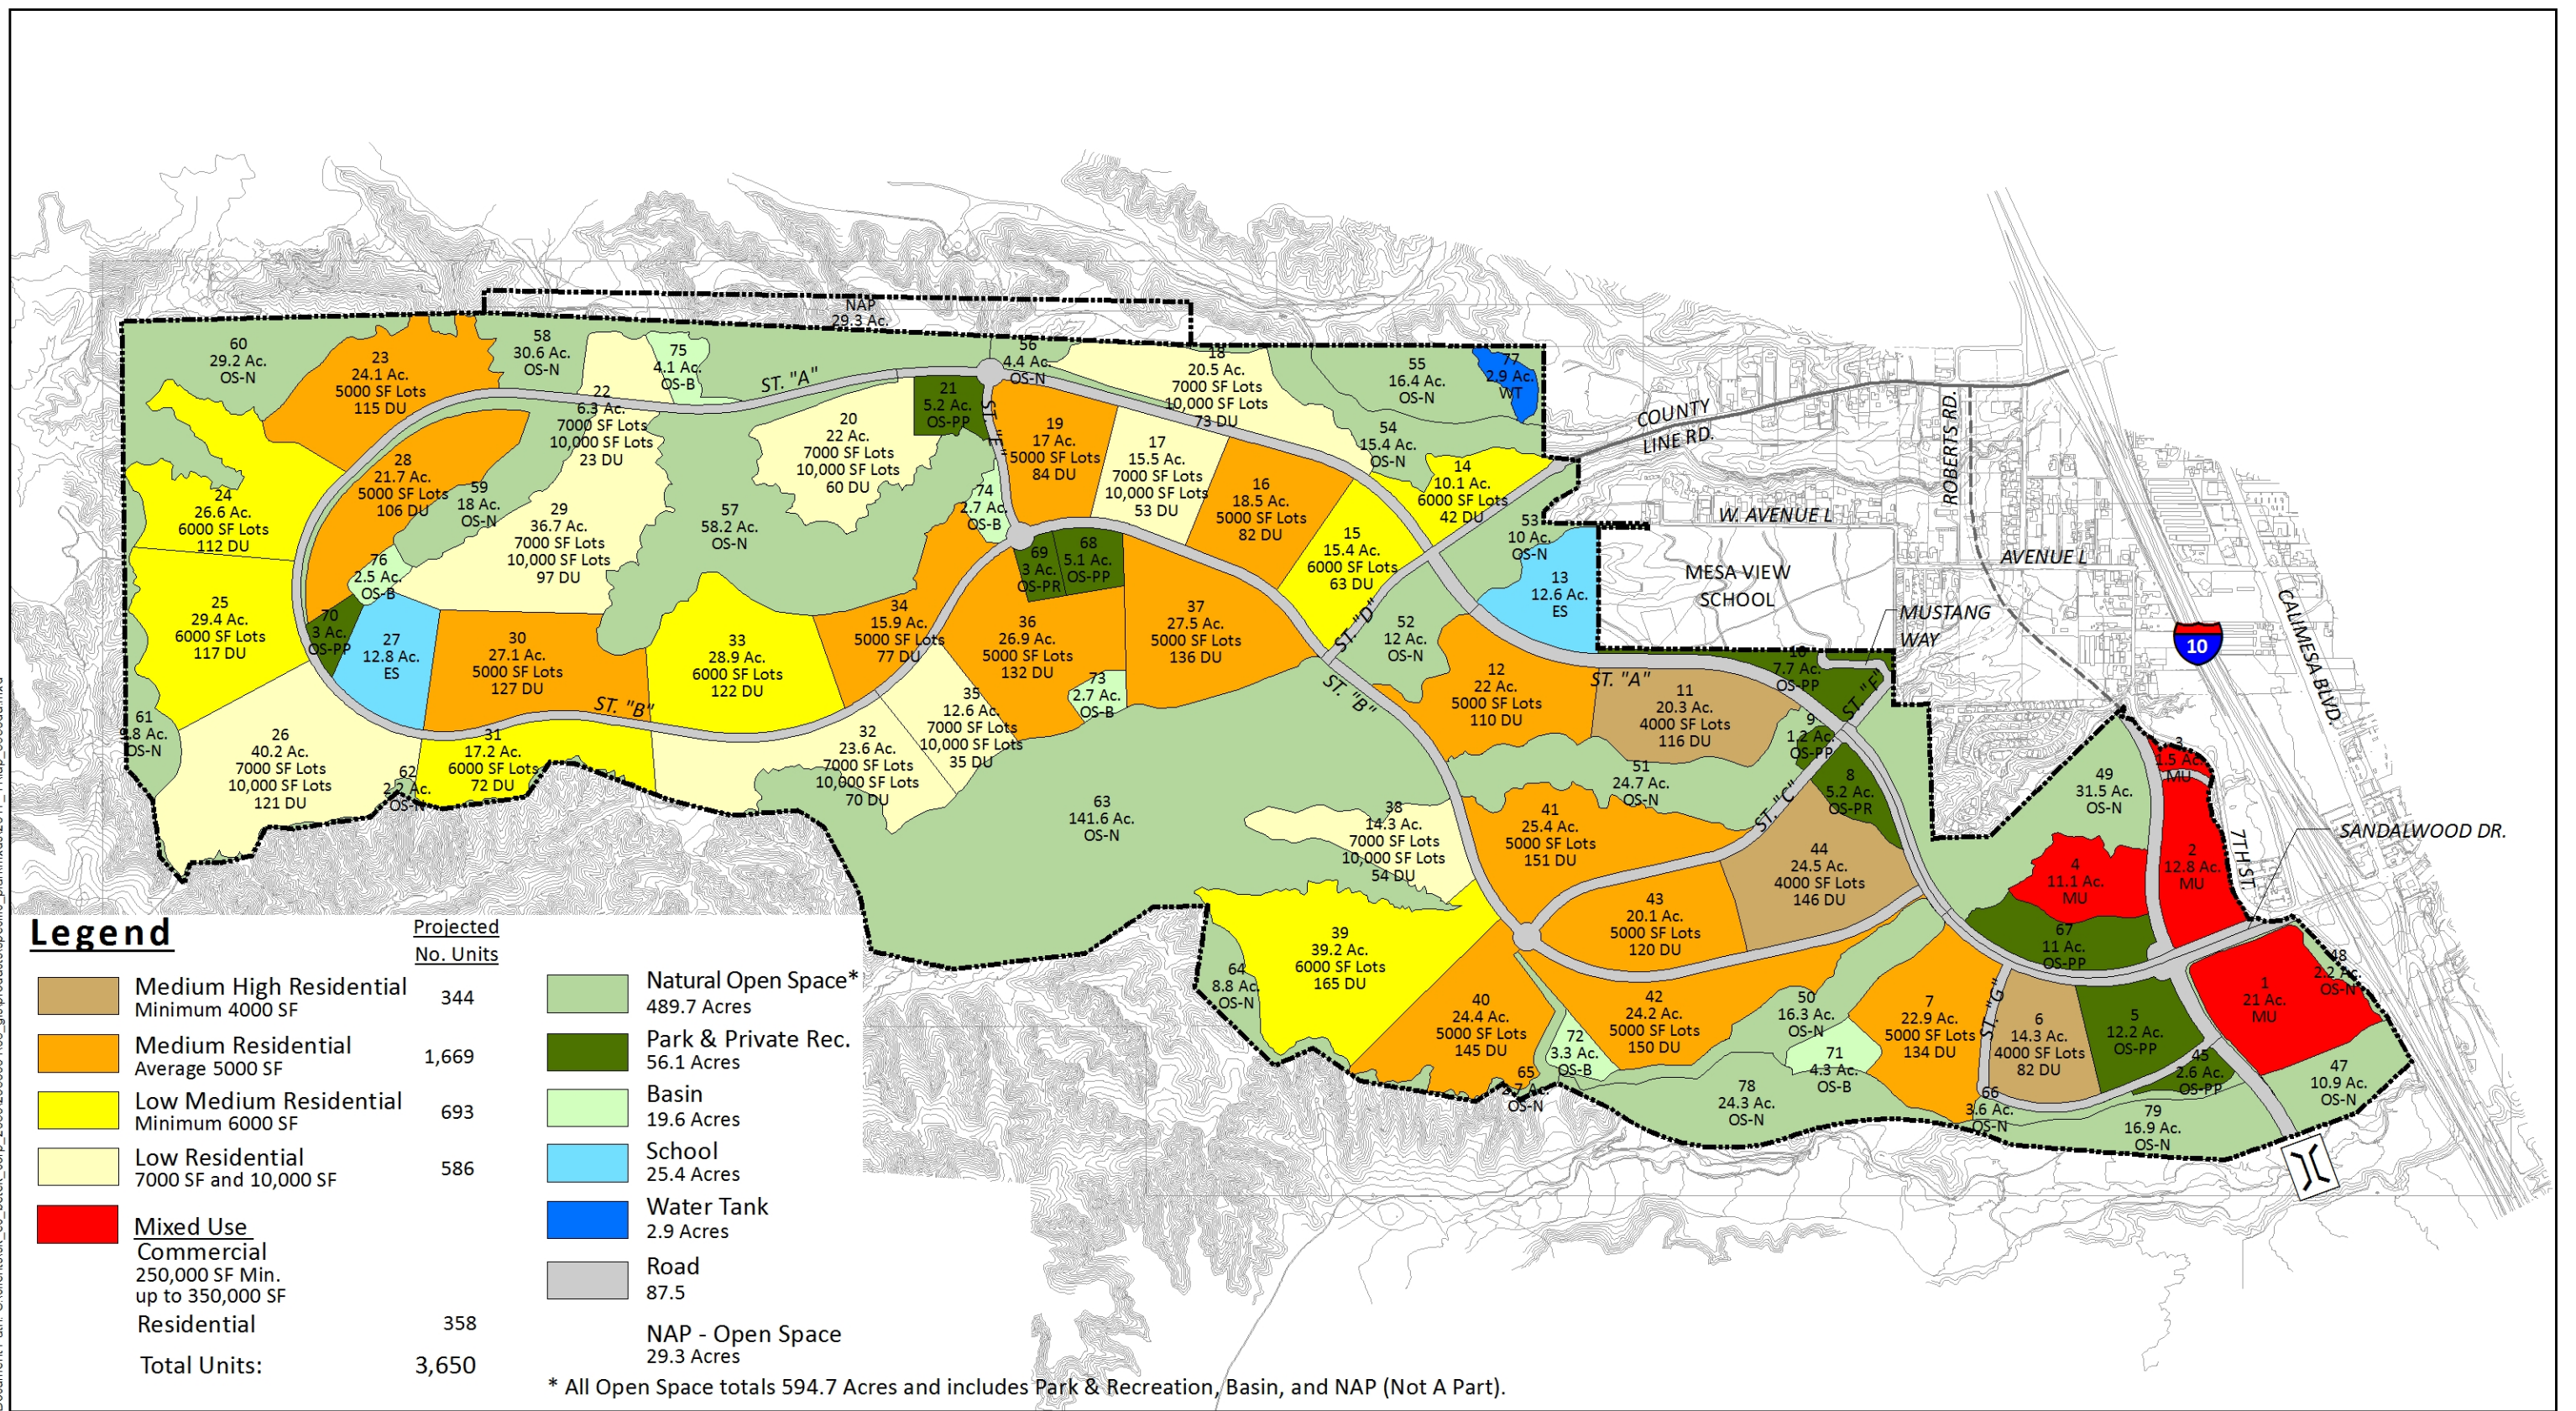 NAP
29.3 Ac.
60
29.2 Ac.
OS-N
23
24.1 Ac.
5000 SF Lots
115 DU
58
30.6 Ac.
OS-N
75
4.1 Ac.
OS-B
ST. "A"
22
6.3 Ac.
7000 SF Lots
10,000 SF Lots
23 DU
21
5.2 Ac.
OS-PP
56
4.4 Ac.
OS-N
ST. "E"
18
20.5 Ac.
7000 SF Lots
10,000 SF Lots
73 DU
55
16.4 Ac.
OS-N
77
2.9 Ac.
WT
54
15.4 Ac.
OS-N
COUNTY
LINE RD.
ROBERTS RD.
20
22 Ac.
7000 SF Lots
10,000 SF Lots
60 DU
19
17 Ac.
5000 SF Lots
84 DU
17
15.5 Ac.
7000 SF Lots
10,000 SF Lots
53 DU
16
18.5 Ac.
5000 SF Lots
82 DU
14
10.1 Ac.
6000 SF Lots
42 DU
28
21.7 Ac.
5000 SF Lots
106 DU
59
18 Ac.
OS-N
24
26.6 Ac.
6000 SF Lots
112 DU
29
36.7 Ac.
7000 SF Lots
10,000 SF Lots
97 DU
57
58.2 Ac.
OS-N
74
2.7 Ac.
OS-B
15
15.4 Ac.
6000 SF Lots
63 DU
53
10 Ac.
OS-N
W. AVENUE L
AVENUE L
76
2.5 Ac.
OS-B
69
3 Ac.
OS-PR
68
5.1 Ac.
OS-PP
13
12.6 Ac.
ES
MESA VIEW
SCHOOL
MUSTANG
WAY
CALIMESA BLVD.
10
25
29.4 Ac.
6000 SF Lots
117 DU
70
3 Ac.
OS-PP
27
12.8 Ac.
ES
30
27.1 Ac.
5000 SF Lots
127 DU
33
28.9 Ac.
6000 SF Lots
122 DU
34
15.9 Ac.
5000 SF Lots
77 DU
36
26.9 Ac.
5000 SF Lots
132 DU
37
27.5 Ac.
5000 SF Lots
136 DU
ST. "D"
52
12 Ac.
OS-N
12
22 Ac.
5000 SF Lots
110 DU
ST. "A"
10
7.7 Ac.
OS-PP
ST. "F"
11
20.3 Ac.
4000 SF Lots
116 DU
9
1.2 Ac.
OS-PP
ST. "B"
73
2.7 Ac.
OS-B
ST. "B"
35
12.6 Ac.
7000 SF Lots
10,000 SF Lots
35 DU
61
OS-N
26
40.2 Ac.
7000 SF Lots
10,000 SF Lots
121 DU
62
2.2 Ac.
OS-N
31
17.2 Ac.
6000 SF Lots
72 DU
32
23.6 Ac.
7000 SF Lots
10,000 SF Lots
70 DU
63
141.6 Ac.
OS-N
51
24.7 Ac.
OS-N
8
5.2 Ac.
OS-PR
ST. "C"
49
31.5 Ac.
OS-N
3
1.5 Ac.
MU
38
14.3 Ac.
7000 SF Lots
10,000 SF Lots
54 DU
41
25.4 Ac.
5000 SF Lots
151 DU
44
24.5 Ac.
4000 SF Lots
146 DU
4
11.1 Ac.
MU
2
12.8 Ac.
MU
7TH ST.
SANDALWOOD DR.
39
39.2 Ac.
6000 SF Lots
165 DU
43
20.1 Ac.
5000 SF Lots
120 DU
67
11 Ac.
OS-PP
64
8.8 Ac.
OS-N
40
24.4 Ac.
5000 SF Lots
145 DU
42
24.2 Ac.
5000 SF Lots
150 DU
50
16.3 Ac.
OS-N
7
22.9 Ac.
5000 SF Lots
134 DU
ST. "G"
6
14.3 Ac.
4000 SF Lots
82 DU
5
12.2 Ac.
OS-PP
1
21 Ac.
MU
48
2.2 Ac.
OS-N
72
3.3 Ac.
OS-B
71
4.3 Ac.
OS-B
45
2.6 Ac.
OS-PP
47
10.9 Ac.
OS-N
65
OS-N
78
24.3 Ac.
OS-N
66
3.6 Ac.
OS-N
79
16.9 Ac.
OS-N
Legend
Projected
No. Units
Medium High Residential
Minimum 4000 SF
344
Medium Residential
Average 5000 SF
1,669
Low Medium Residential
Minimum 6000 SF
693
Low Residential
7000 SF and 10,000 SF
586
Mixed Use
Commercial
250,000 SF Min.
up to 350,000 SF
Residential
358
Total Units:
3,650
Natural Open Space*
489.7 Acres
Park & Private Rec.
56.1 Acres
Basin
19.6 Acres
School
25.4 Acres
Water Tank
2.9 Acres
Road
87.5
NAP - Open Space
29.3 Acres
* All Open Space totals 594.7 Acres and includes Park & Recreation, Basin, and NAP (Not A Part).